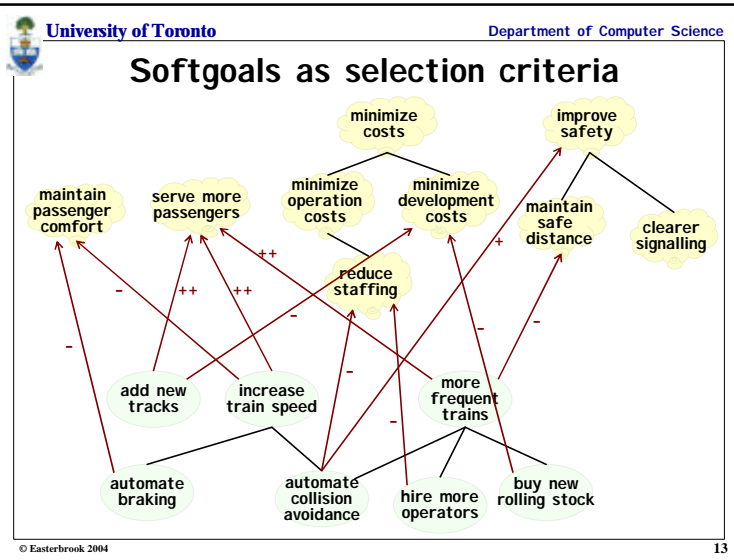 University of Toronto
Department of Computer Science
Softgoals as selection criteria
minimize
costs
improve
safety
maintain
passenger
comfort
serve more
passengers
minimize
operation
costs
minimize
development
costs
maintain
safe
distance
clearer
signalling
reduce
staffing
++
+
-
++
++
-
-
-
-
-
-
add new
tracks
increase
train speed
more
frequent
trains
automate
braking
automate
collision
avoidance
hire more
operators
buy new
rolling stock
© Easterbrook 2004
13